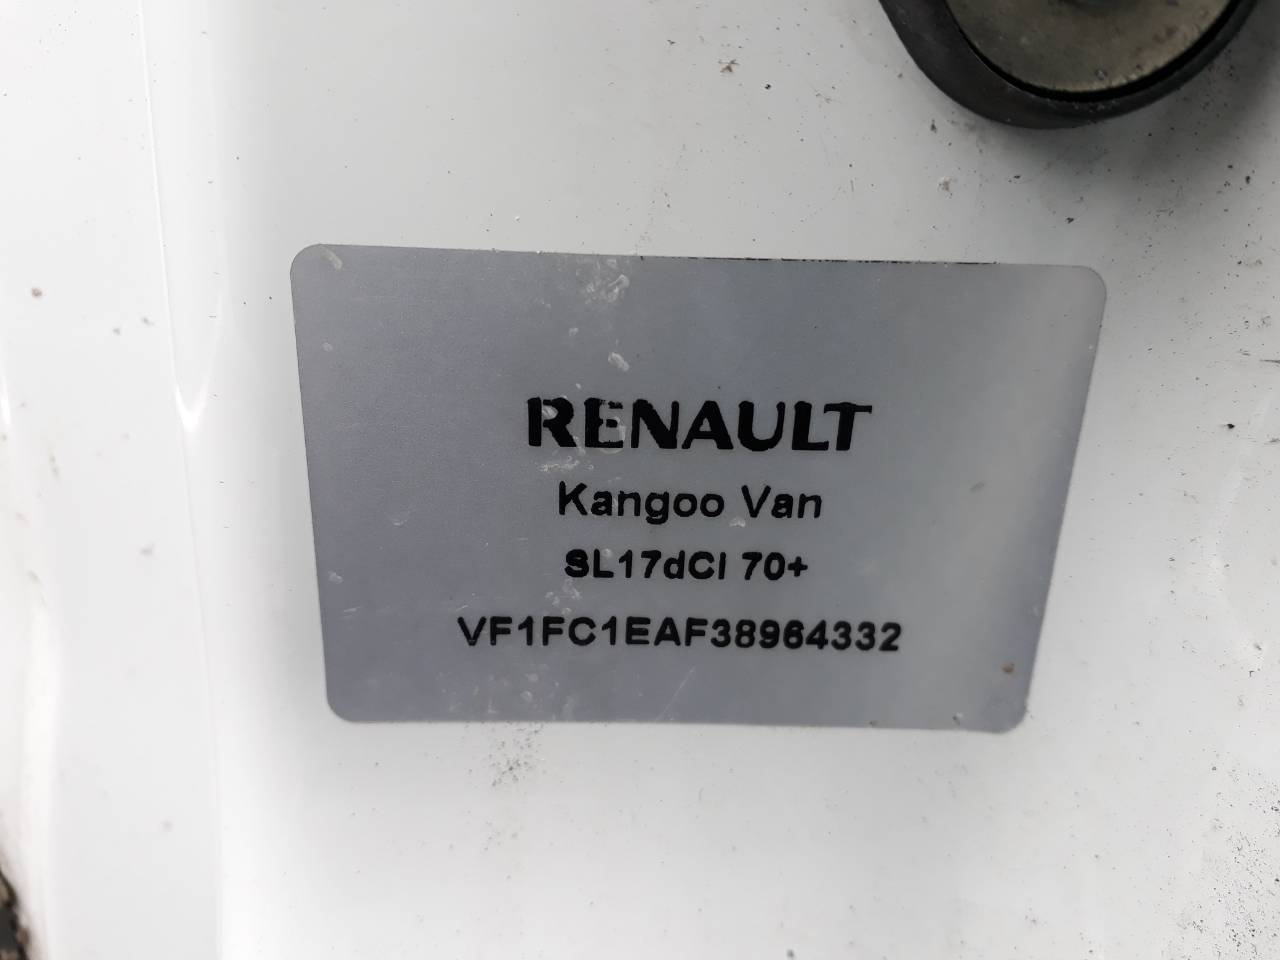 RENAULT
Kangoo Van
SL17dCI 70+
VF1FC1EAF38964332